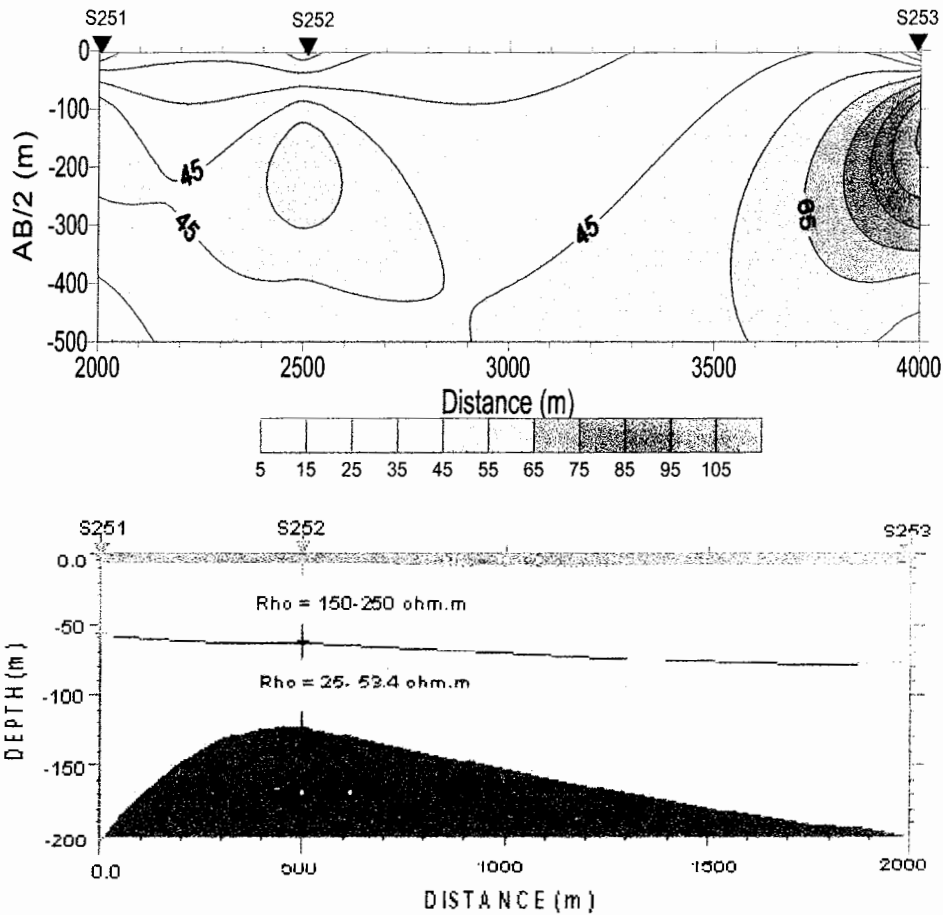 S251 S252 S253
0
-100
-200
-300
-400
-500
AB/2 (m)
45
45
45
65
2000 2500 3000 3500 4000
Distance (m)
5 15 25 35 45 55 65 75 85 95 105
S251 S252 S253
0.0
-50
-100
-150
-200
DEPTH (m)
Rho = 150-250 ohm.m
Rho = 25- 53.4 ohm.m
0.0 500 1000 1500 2000
DISTANCE (m)